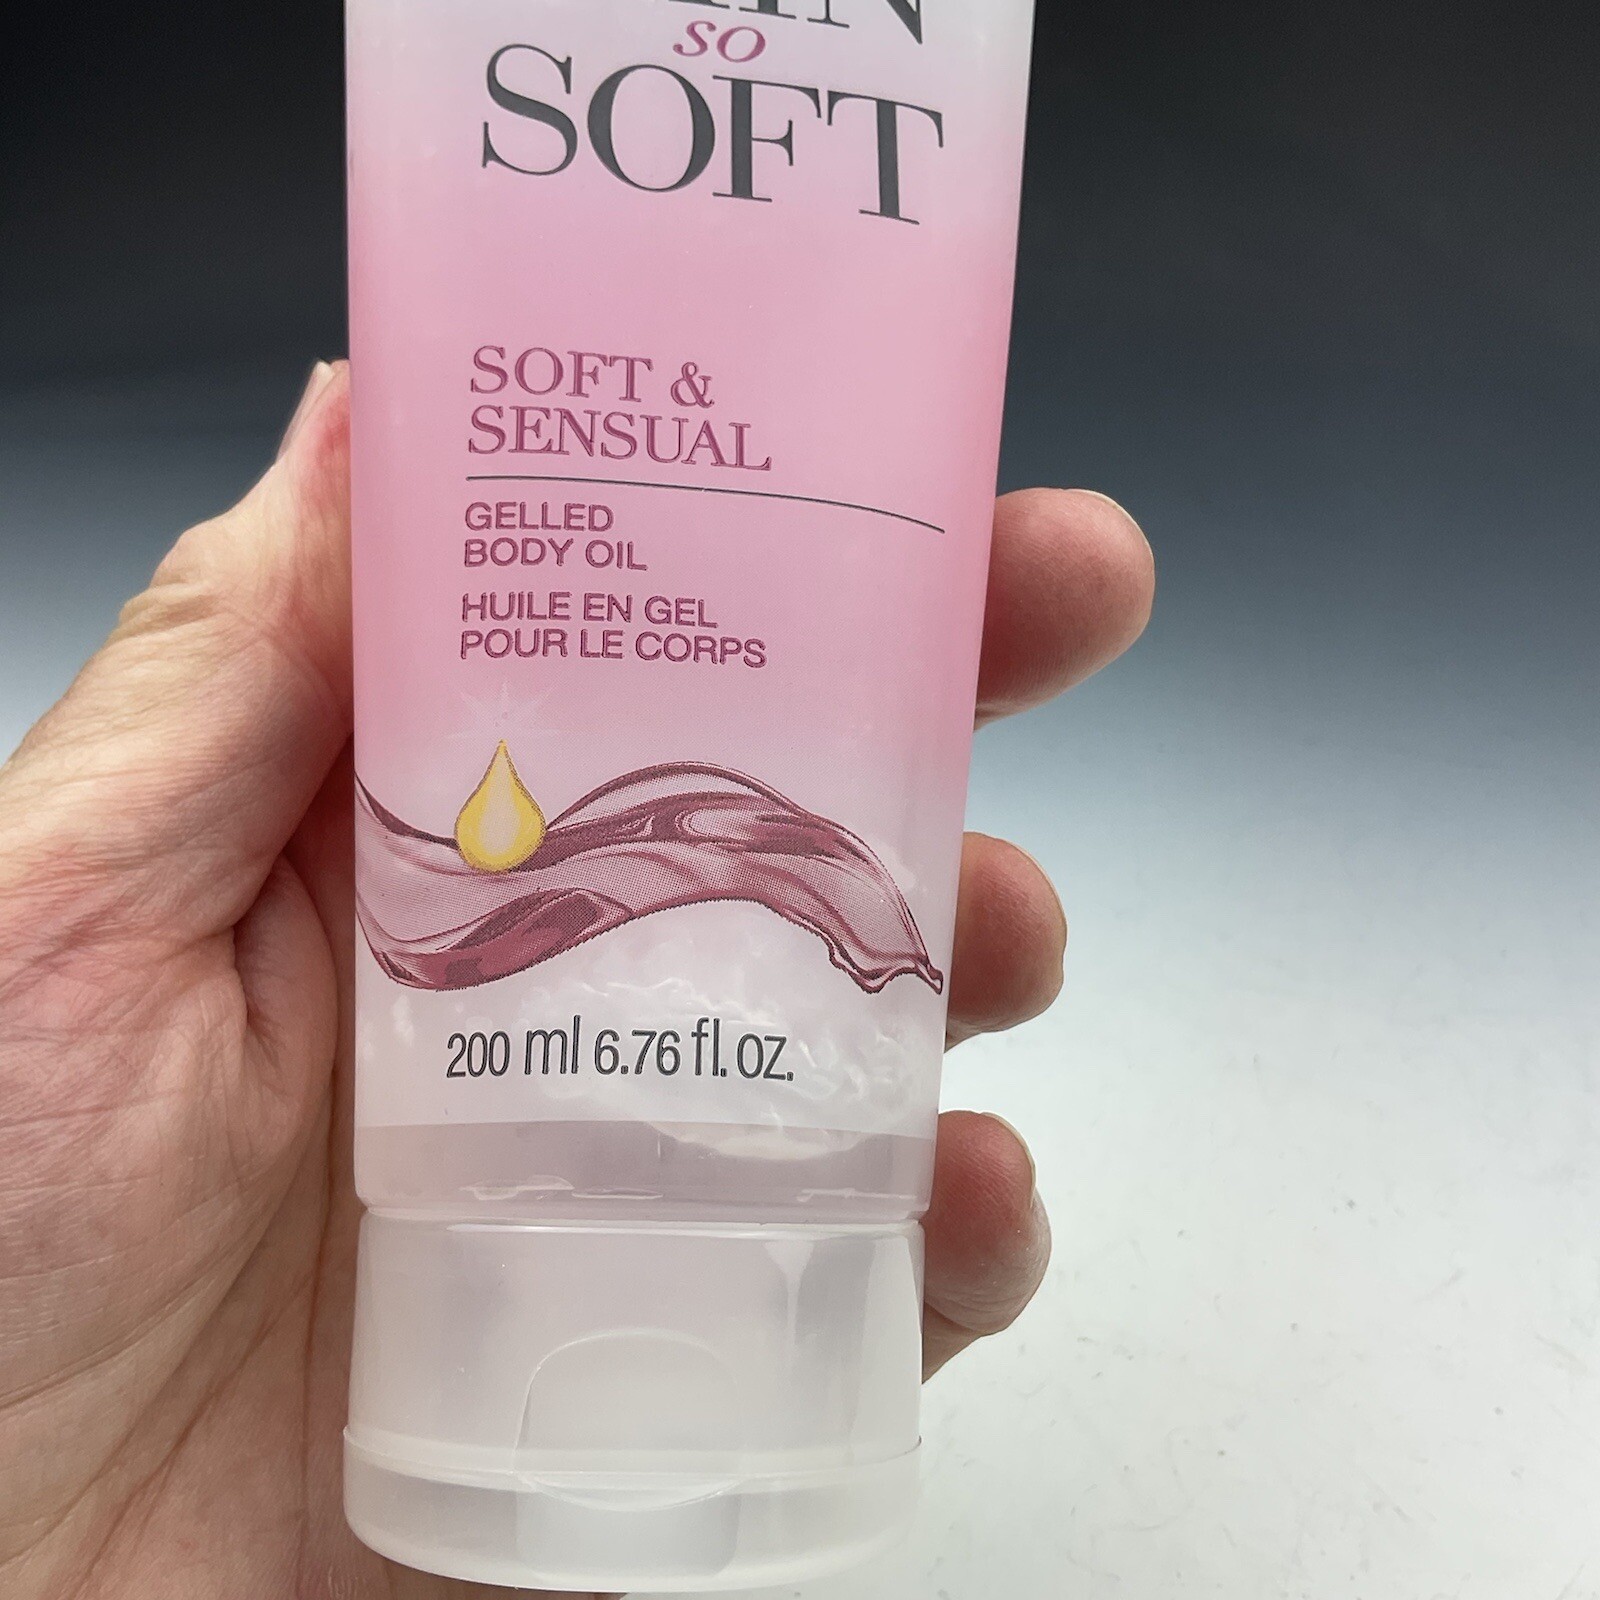 SO
SOFT
SOFT &
SENSUAL
GELLED
BODY OIL
HUILE EN GEL
POUR LE CORPS
200 ml 6.76 fl. oz.